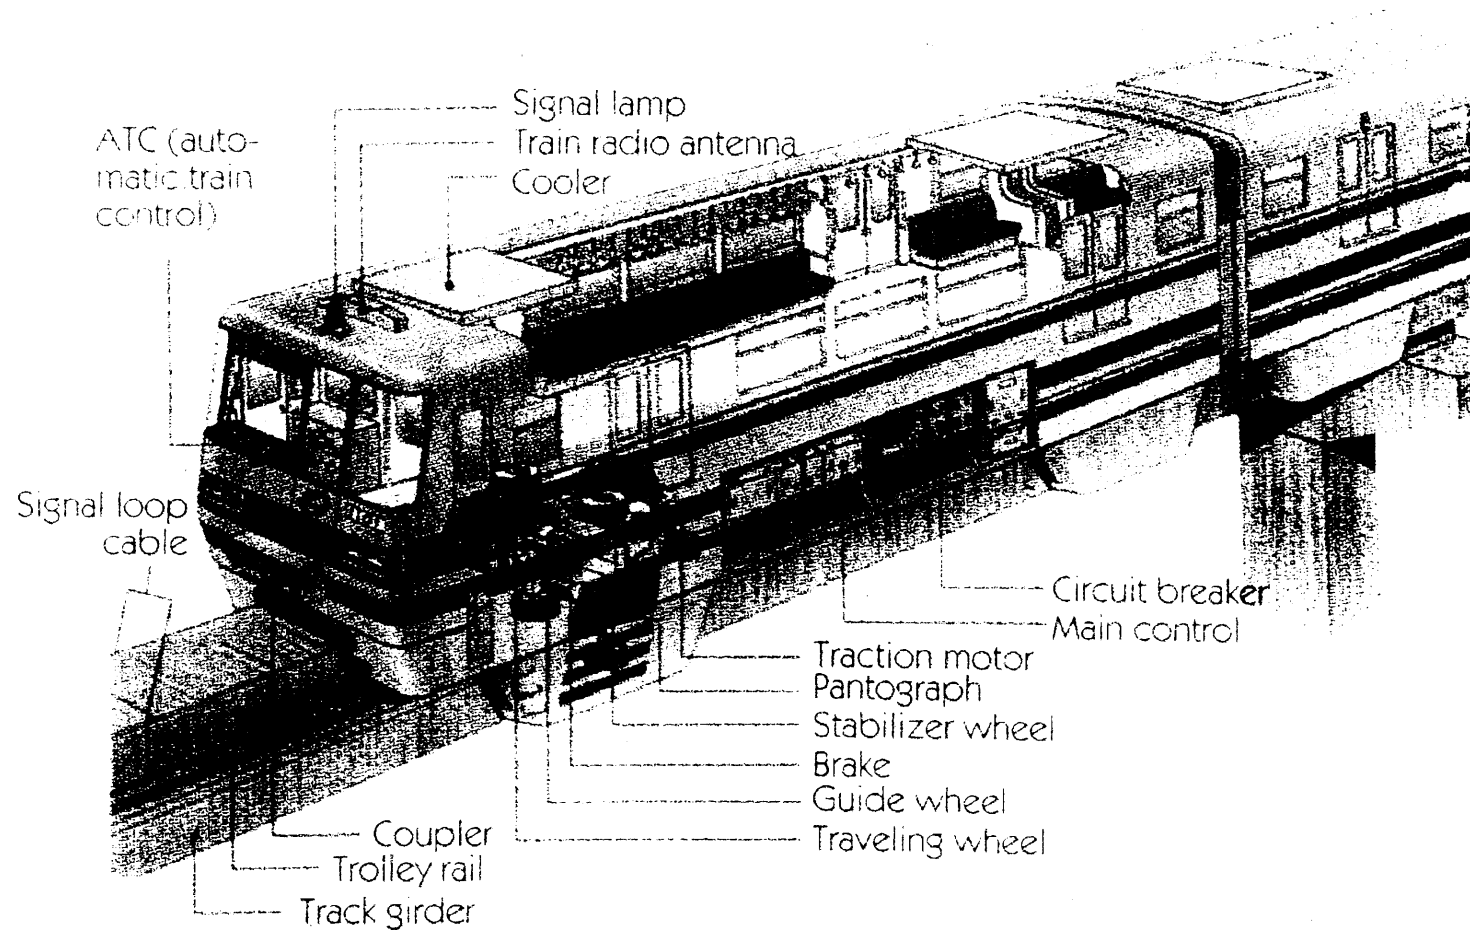 Signal lamp
Train radio antenna
Cooler
ATC (auto-
matic train
control)
Signal loop
cable
Circuit breaker
Main control
Traction motor
Pantograph
Stabilizer wheel
Brake
Guide wheel
Traveling wheel
Coupler
Trolley rail
Track girder